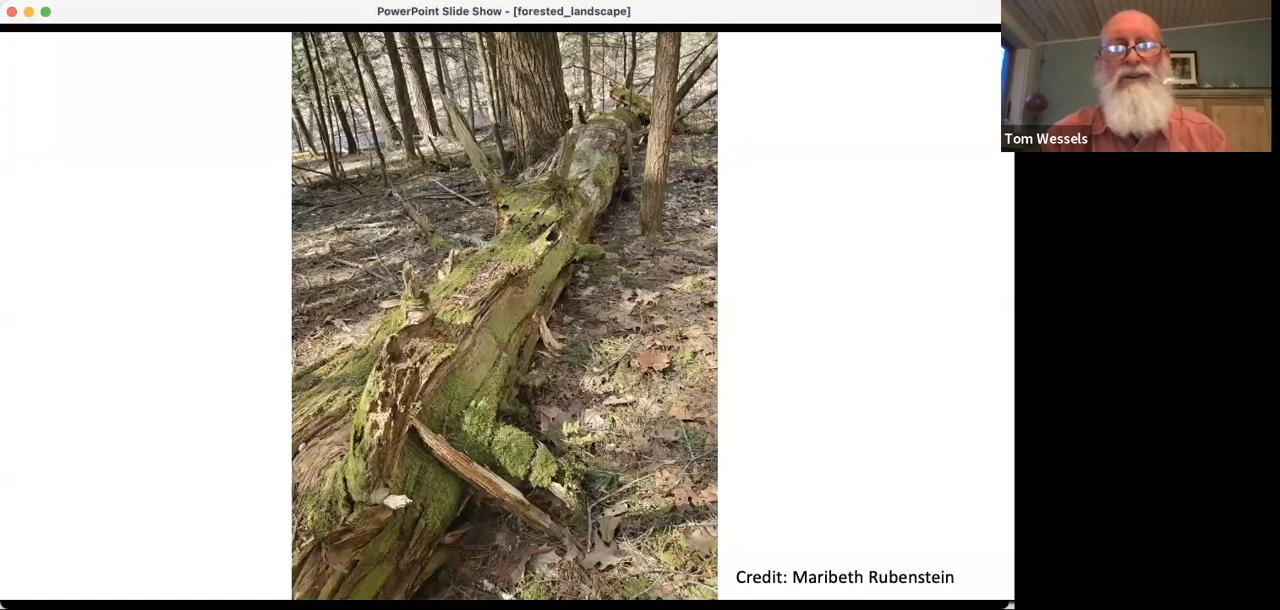 PowerPoint Slide Show - [forested_landscape]
Tom Wessels
Credit: Maribeth Rubenstein